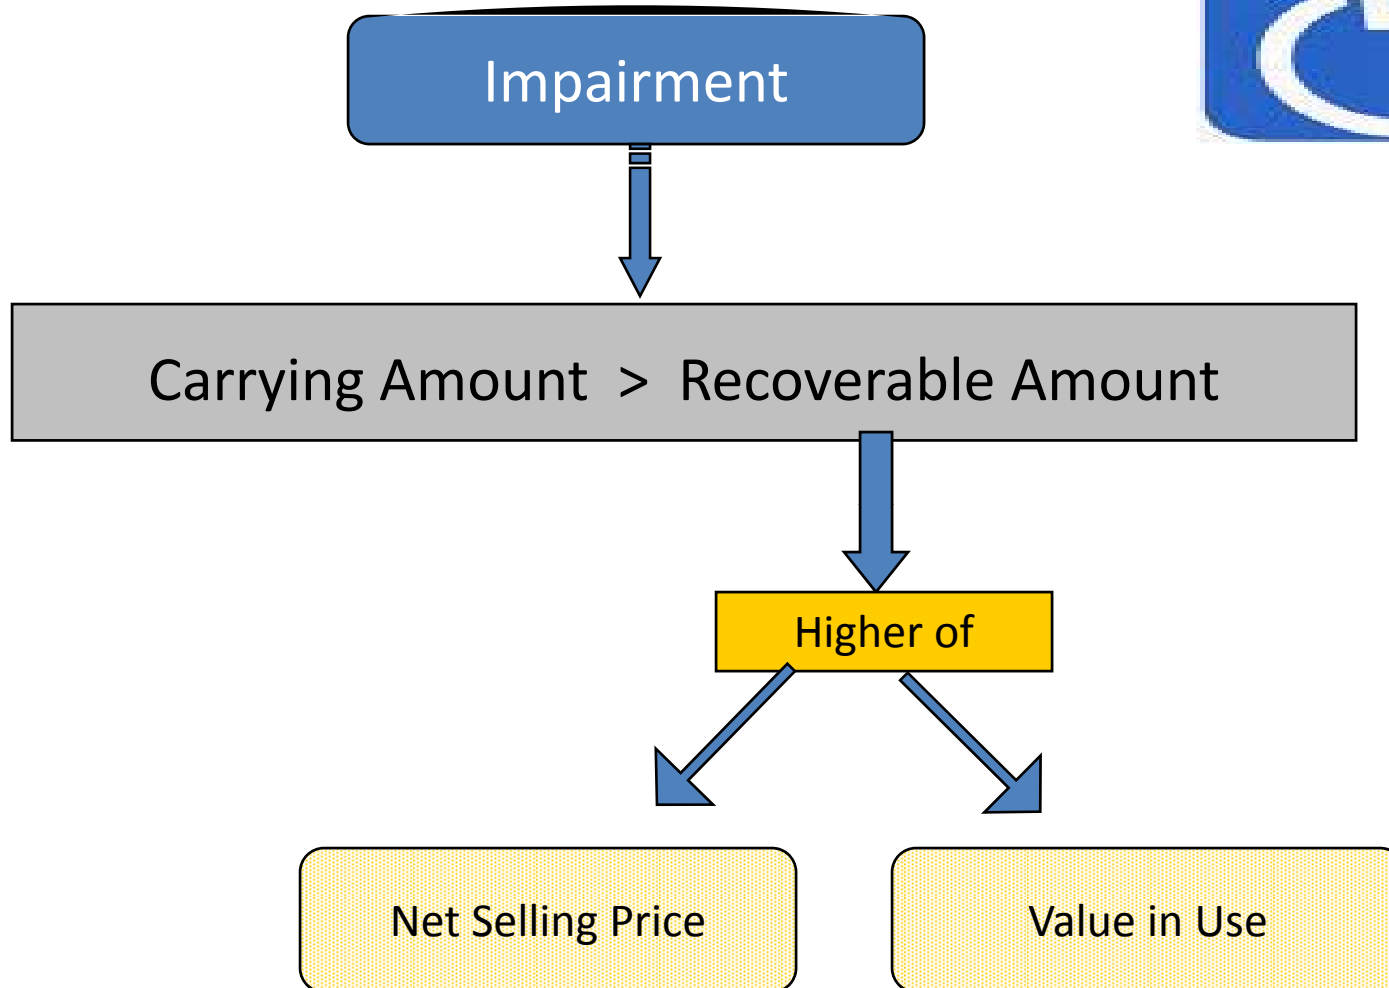 Impairment
Carrying Amount > Recoverable Amount
Higher of
Net Selling Price
Value in Use